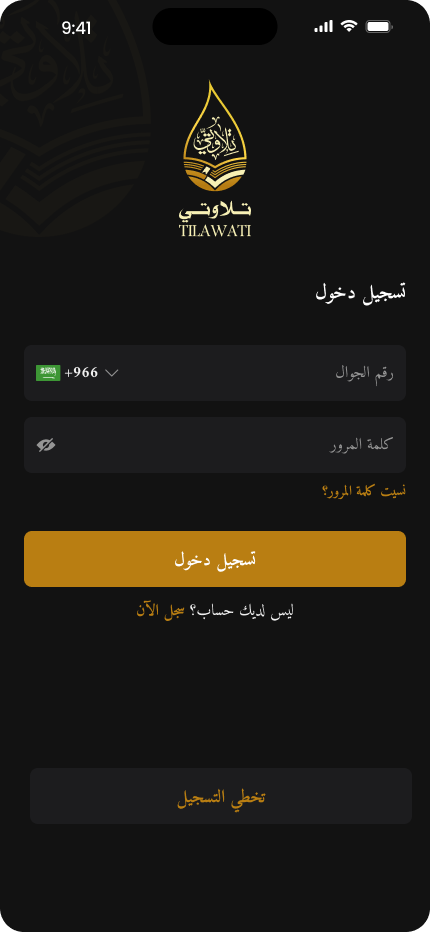 9:41
تلاوتي
تلاوتي
TILAWATI
تسجيل دخول
رقم الجوال
+966
كلمة المرور
نسيت كلمة المرور؟
تسجيل دخول
ليس لديك حساب؟ سجل الآن
تخطي التسجيل